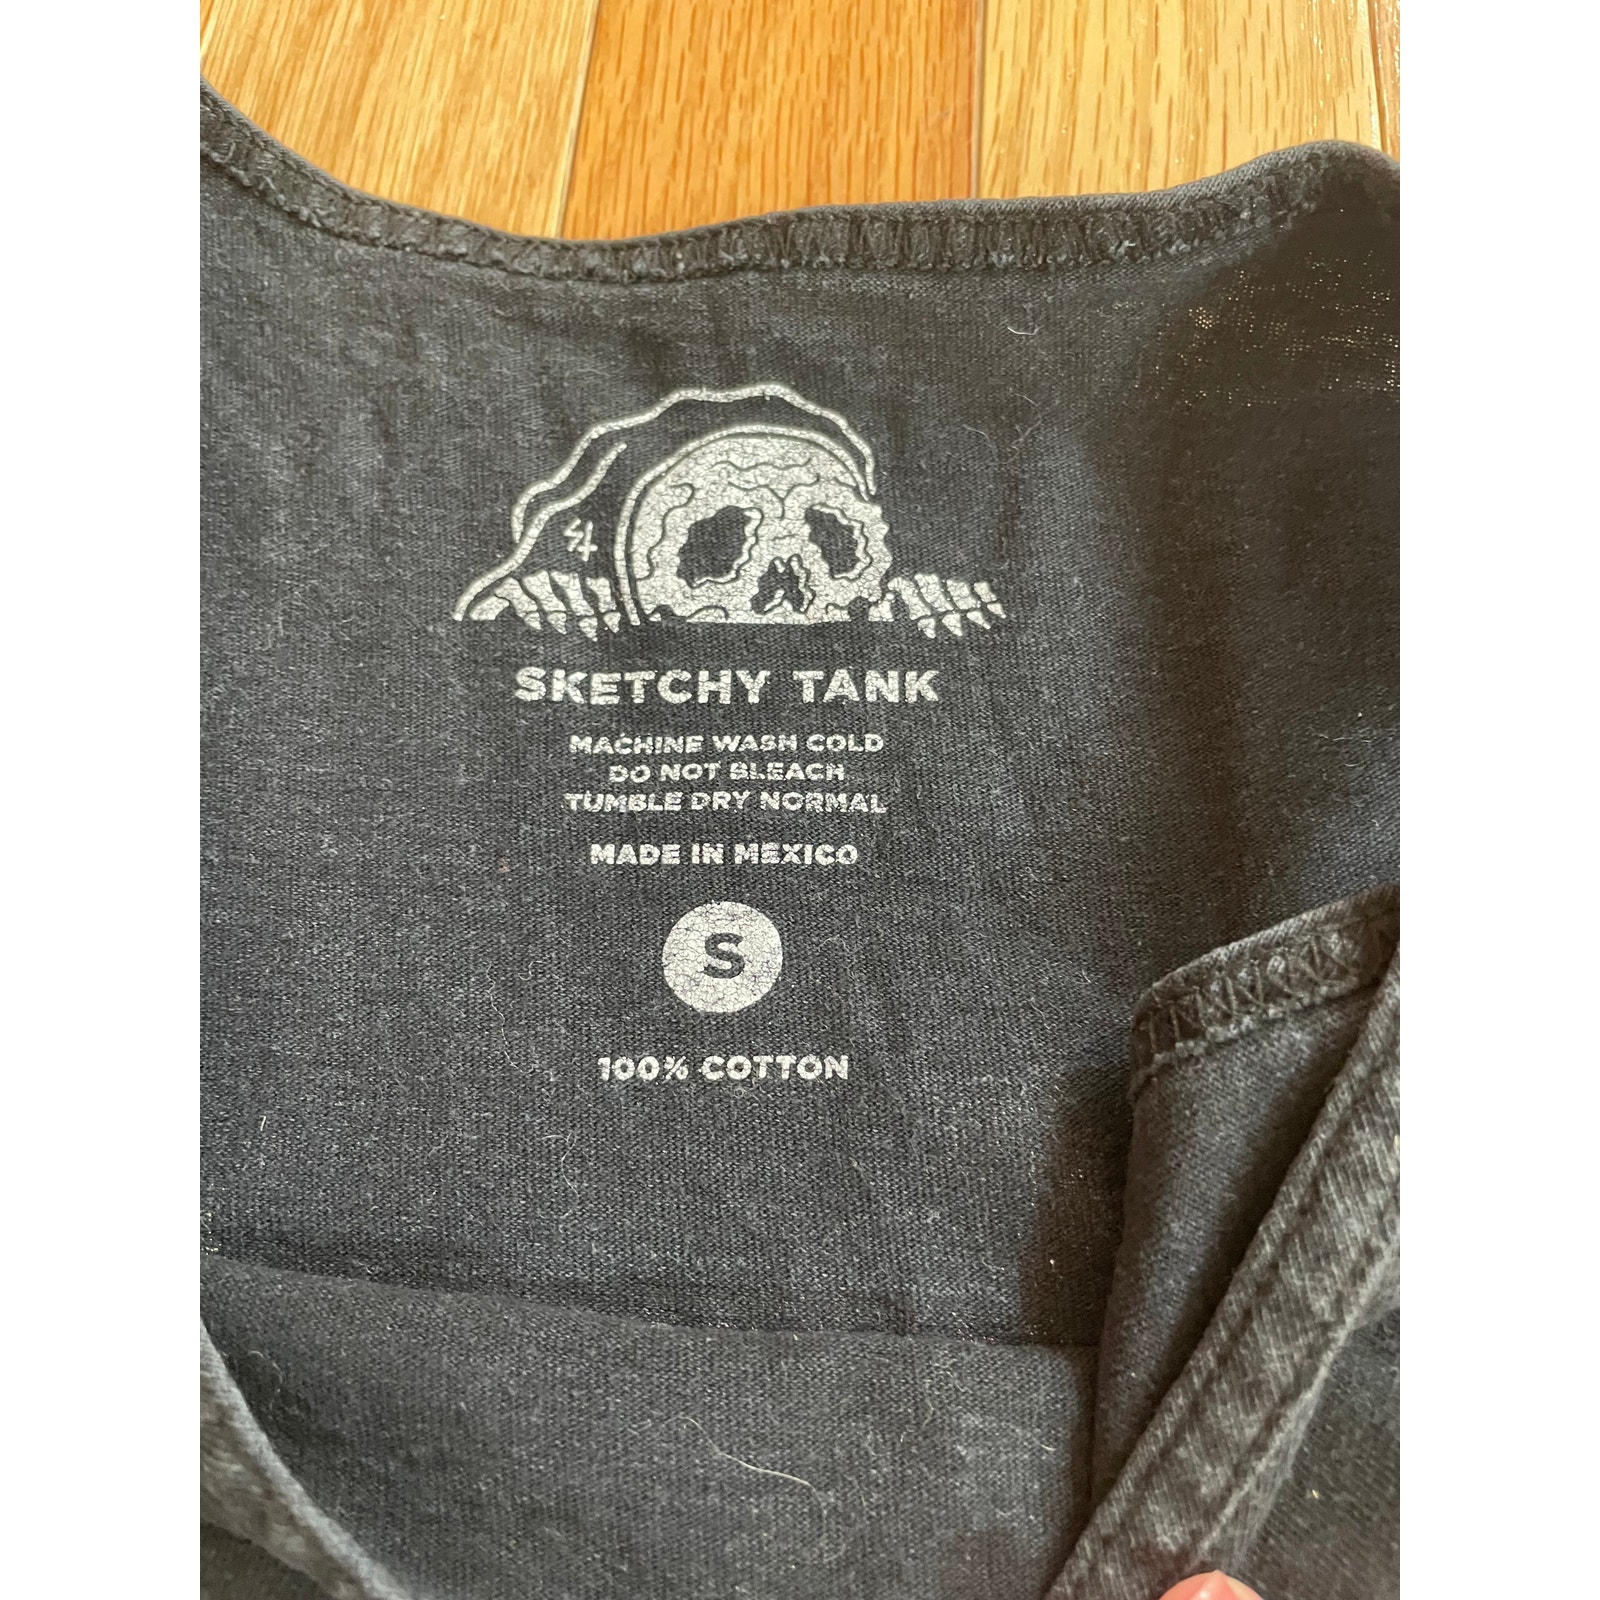 SKETCHY TANK
MACHINE WASH COLD
DO NOT BLEACH
TUMBLE DRY NORMAL
MADE IN MEXICO
S
100% COTTON